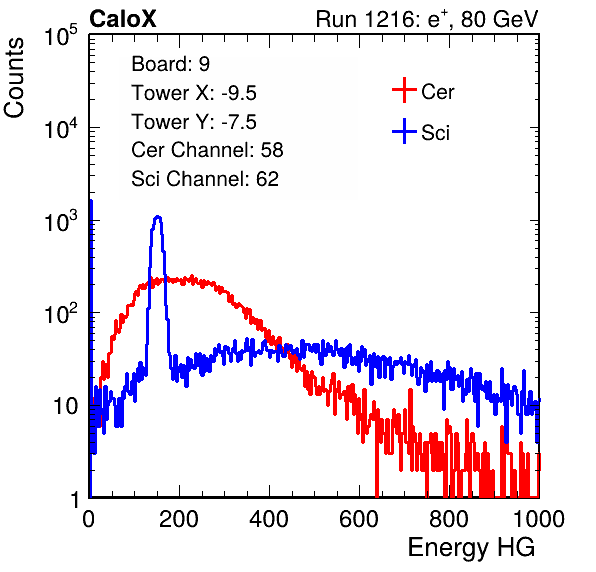 CaloX Run 1216: e+, 80 GeV
Counts
Board: 9
Tower X: -9.5
Tower Y: -7.5
Cer Channel: 58
Sci Channel: 62
Cer
Sci
10^5
10^4
10^3
10^2
10
1
0 200 400 600 800 1000
Energy HG